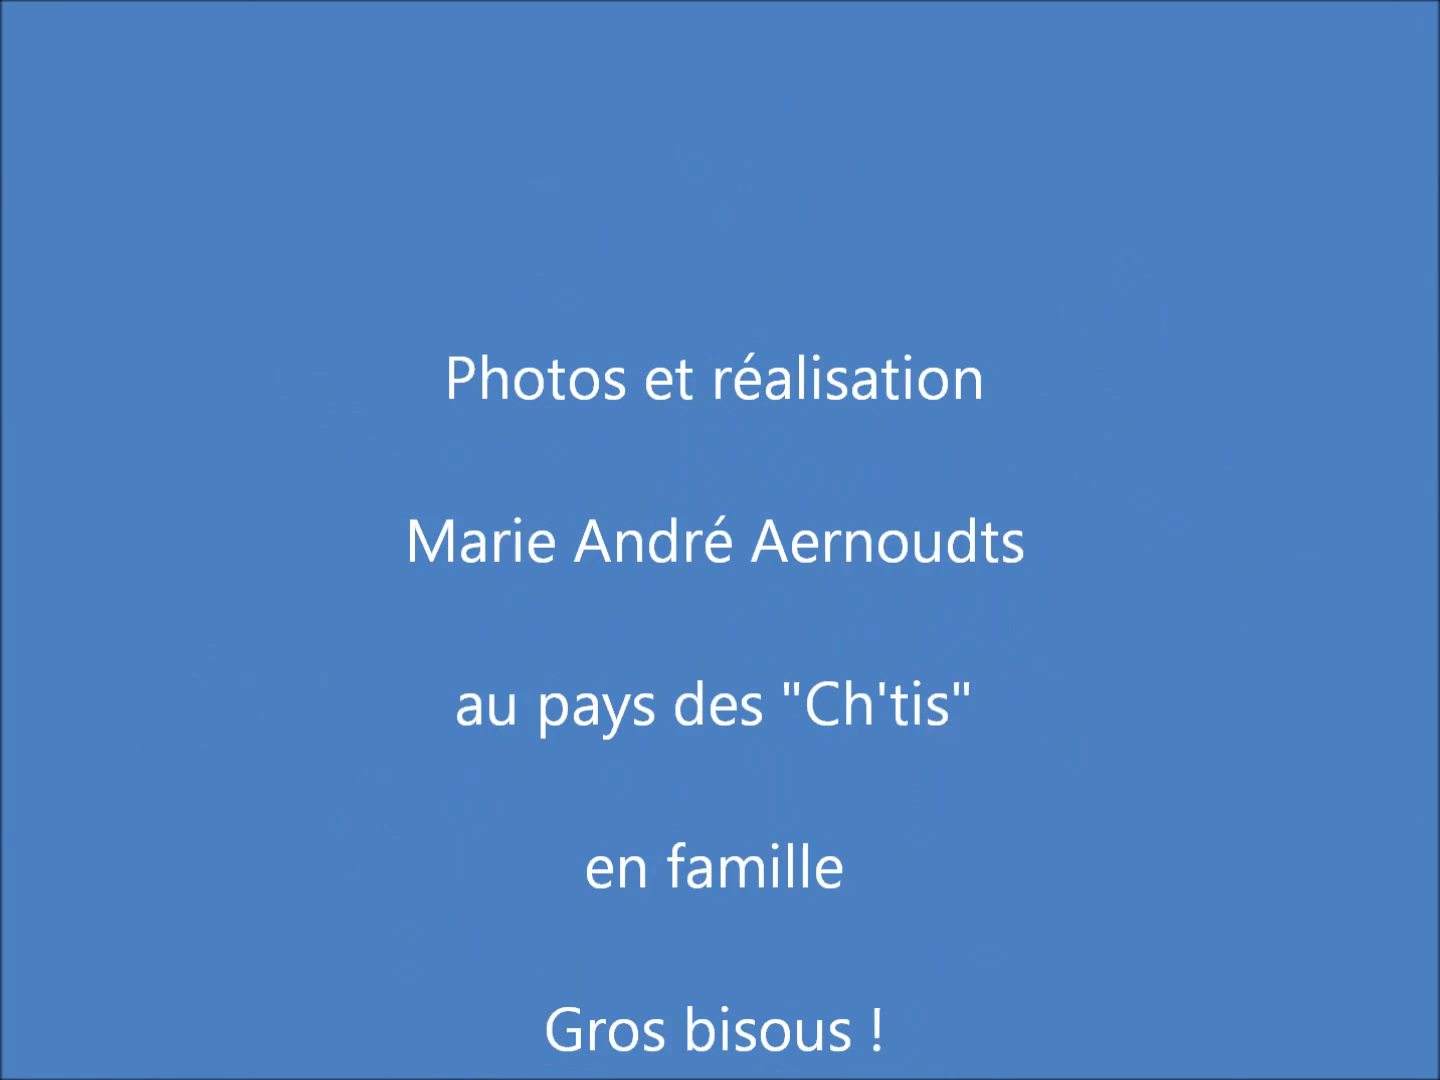 Photos et réalisation
Marie André Aernoudts
au pays des "Ch'tis"
en famille
Gros bisous !